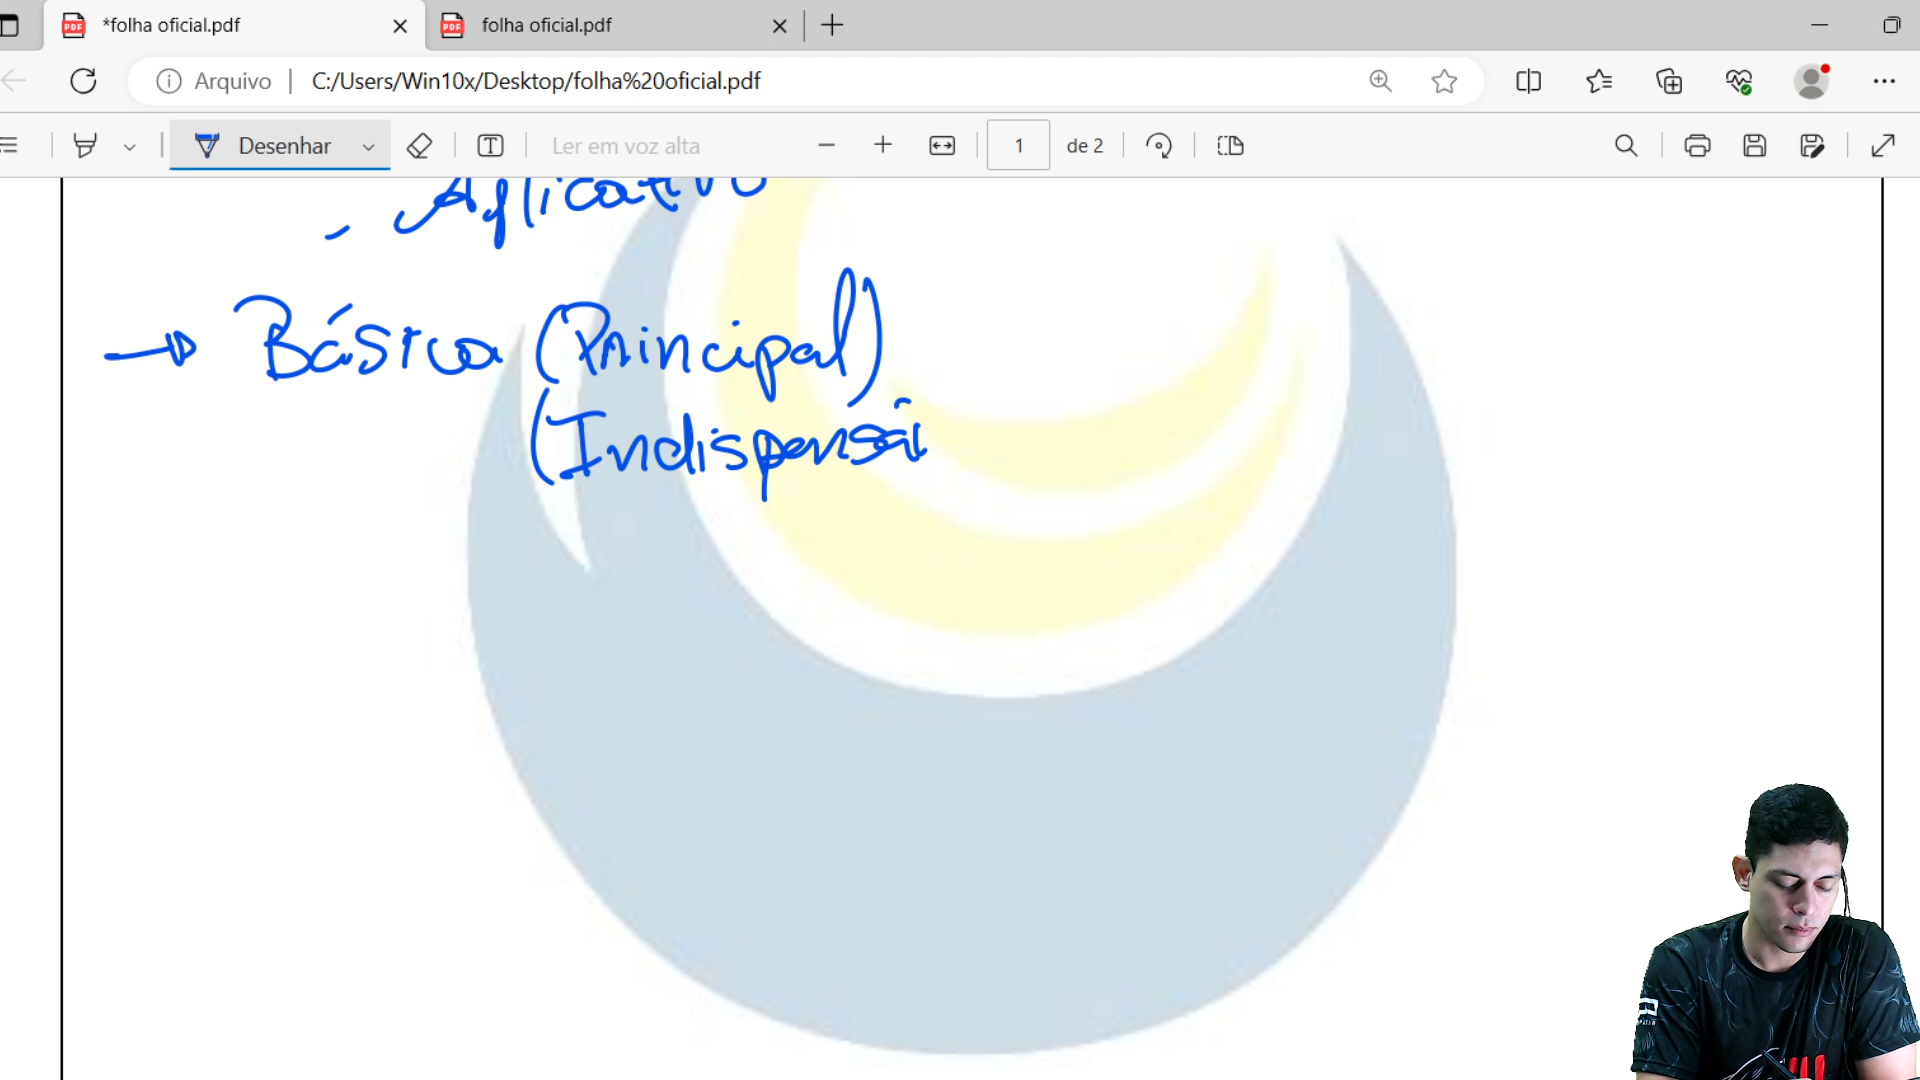 *folha oficial.pdf
folha oficial.pdf
Arquivo C:/Users/Win10x/Desktop/folha%20oficial.pdf
Desenhar Ler em voz alta 1 de 2
- Aplicativo
→ Básica (Principal)
(Indispensái